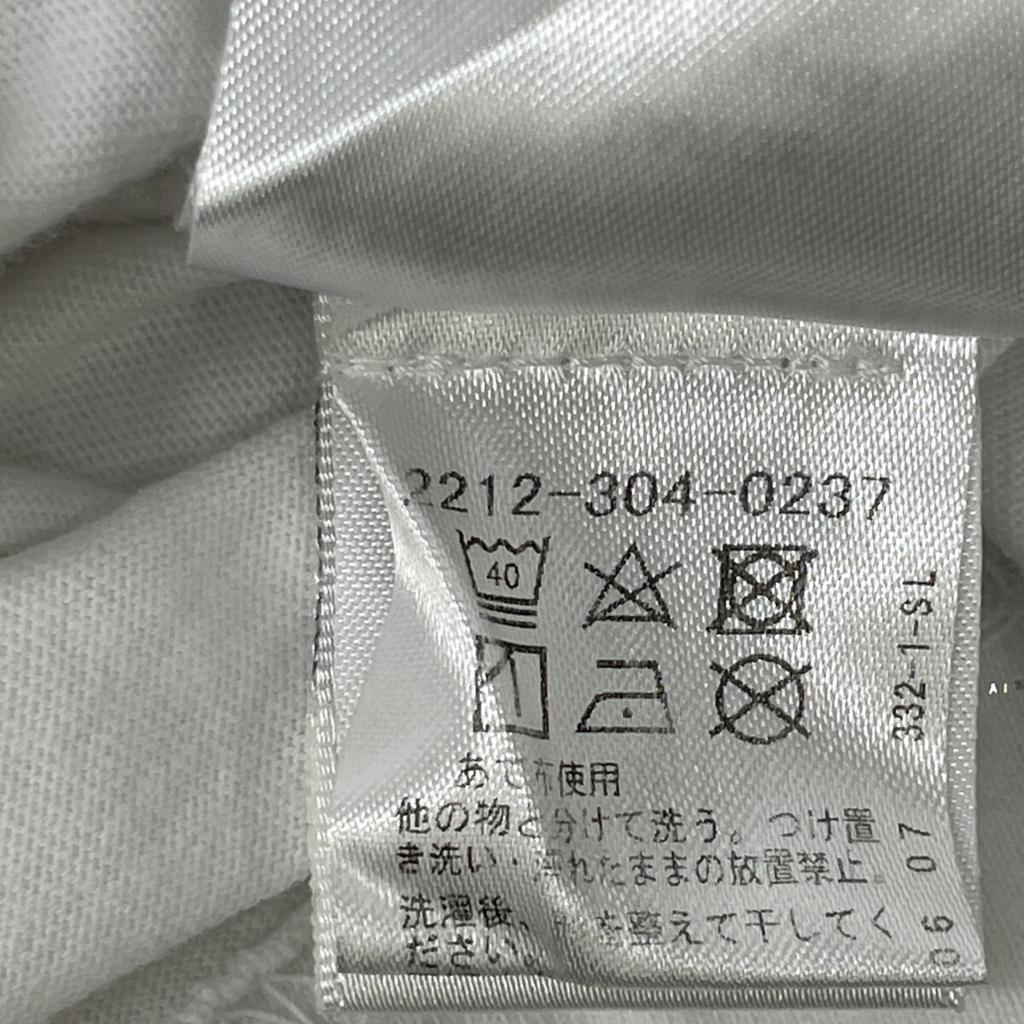 2212-304-0237
40
あて布使用
他の物と分けて洗う。つけ置
き洗い・濡れたままの放置禁止。
洗濯後、を整えて干してく
ださい。
332-1-SL
06 07